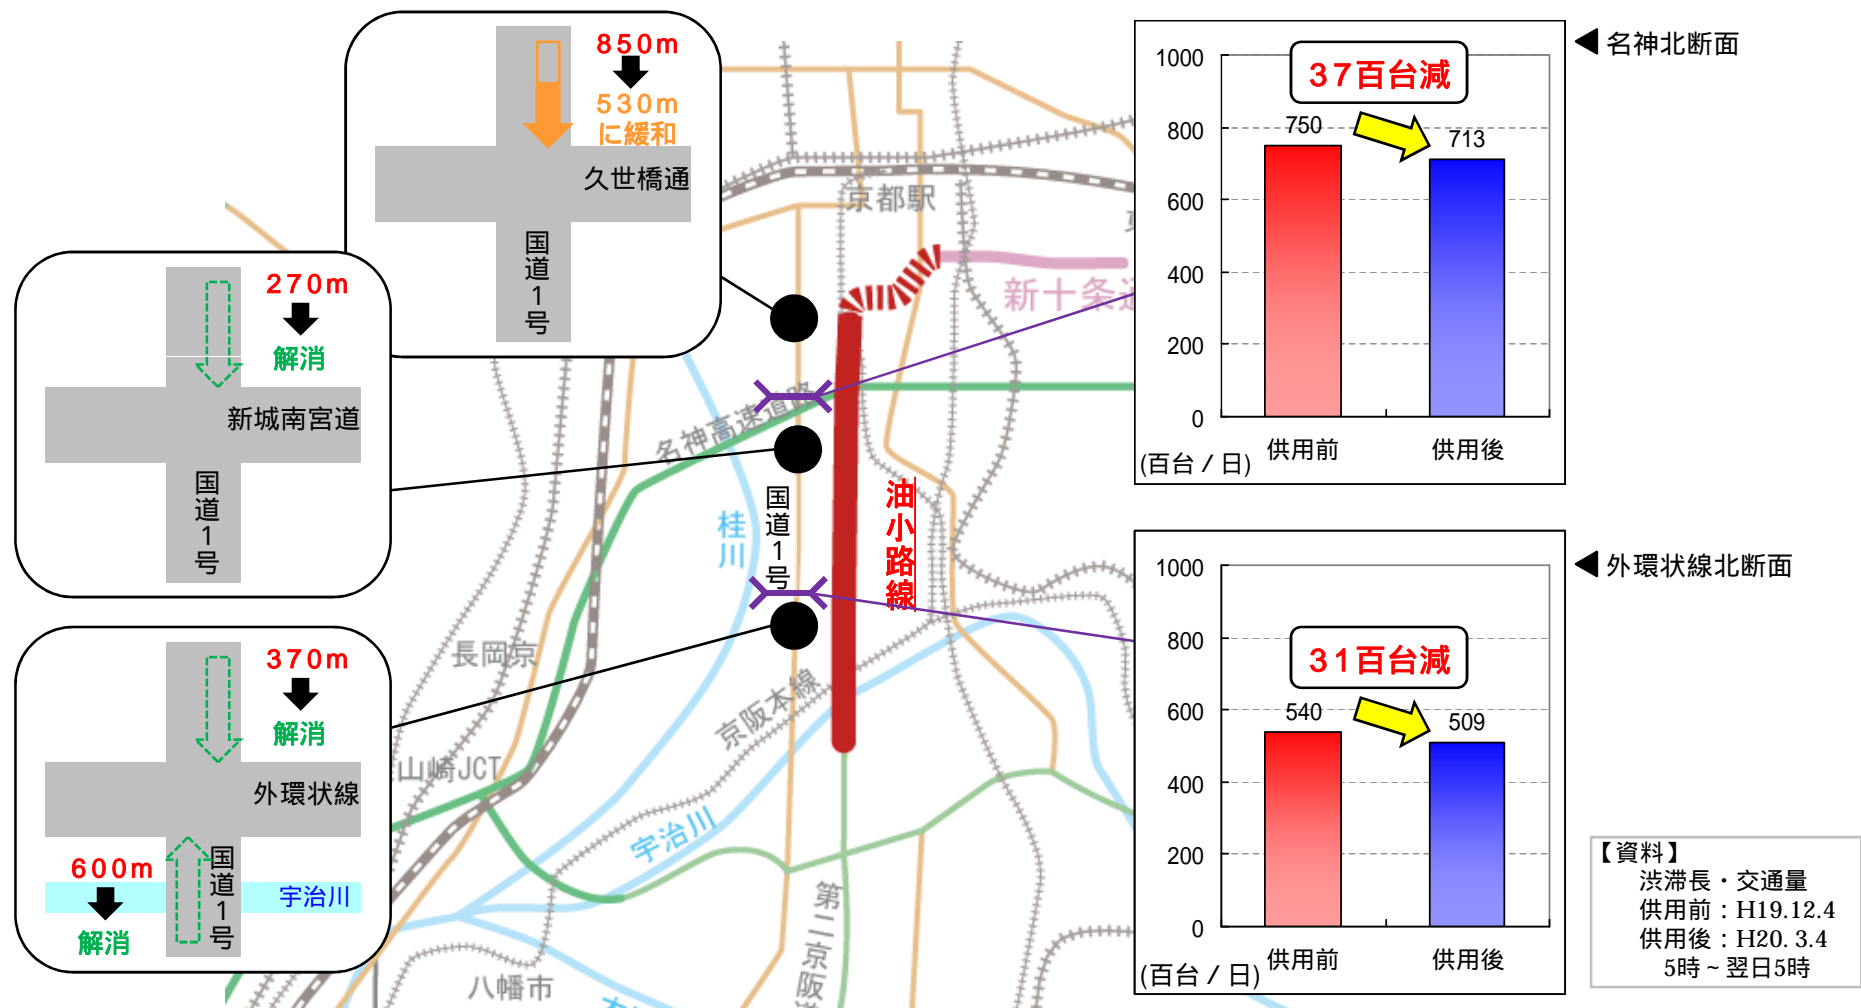 850m
530m
に緩和
久世橋通
国道1号
270m
解消
新城南宮道
国道1号
370m
解消
外環状線
600m
解消
国道1号
宇治川
京都駅
新十条通
名神高速道路
桂川
国道1号
油小路線
長岡京
京阪本線
山崎JCT
宇治川
第二京阪道
八幡市
名神北断面
1000
800
600
400
200
0
37百台減
750
713
供用前
供用後
(百台/日)
外環状線北断面
1000
800
600
400
200
0
31百台減
540
509
供用前
供用後
(百台/日)
【資料】
渋滞長・交通量
供用前:H19.12.4
供用後:H20. 3.4
5時~翌日5時